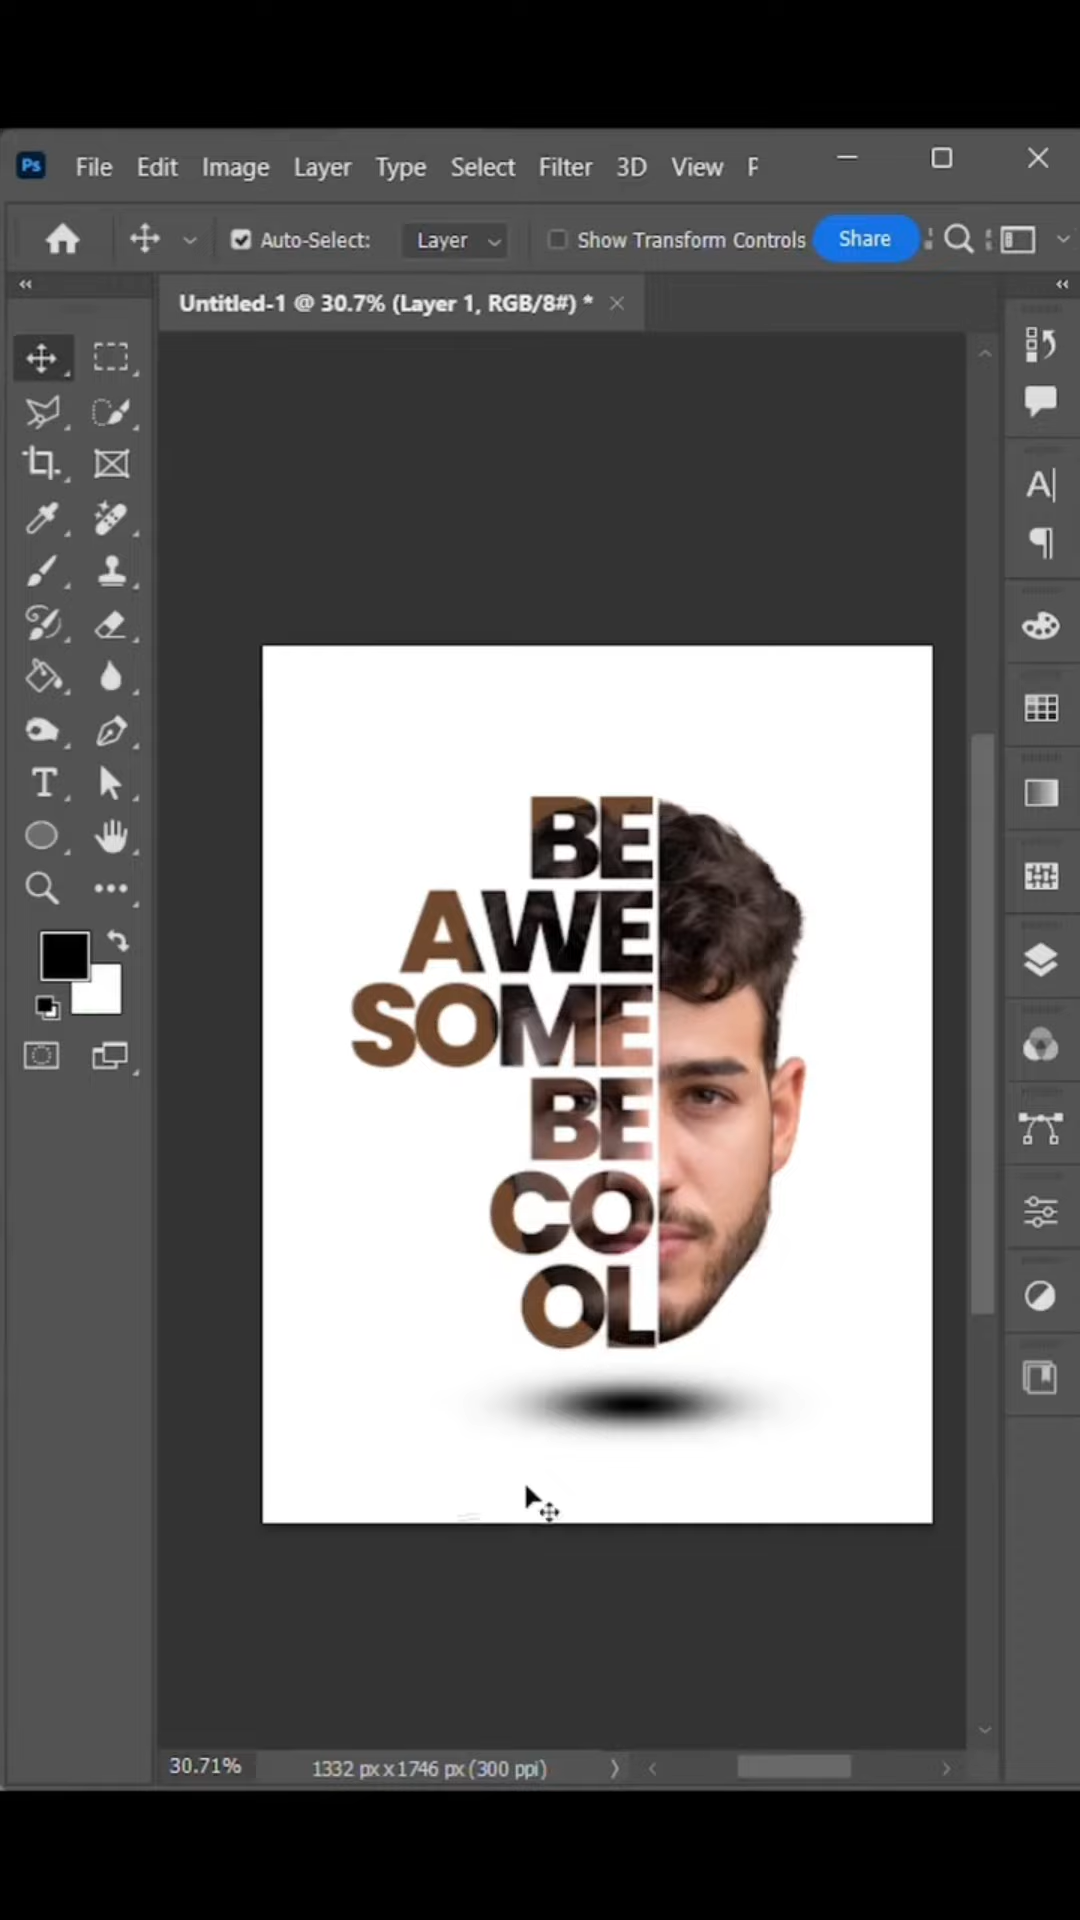 Ps File Edit Image Layer Type Select Filter 3D View P
Auto-Select: Layer Show Transform Controls Share
Untitled-1 @ 30.7% (Layer 1, RGB/8#) *
BE
AWE
SOME
BE
CO
OL
30.71% 1332 px x 1746 px (300 ppi)